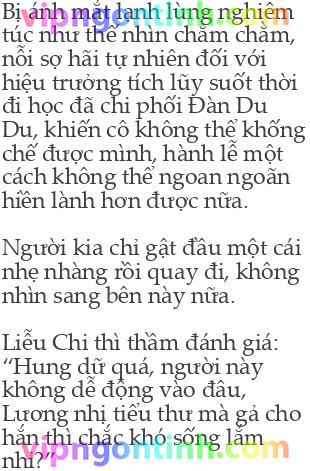 Bị ánh mắt lạnh lùng nghiêm
túc như thế nhìn chằm chằm,
nỗi sợ hãi tự nhiên đối với
hiệu trưởng tích lũy suốt thời
đi học đã chi phối Đàn Du
Du, khiến cô không thể khống
chế được mình, hành lễ một
cách không thể ngoan ngoãn
hiền lành hơn được nữa.
Người kia chỉ gật đầu một cái
nhẹ nhàng rồi quay đi, không
nhìn sang bên này nữa.
Liễu Chi thì thầm đánh giá:
“Hung dữ quá, người này
không dễ động vào đâu,
Lương nhị tiểu thư mà gả cho
hắn thì chắc khó sống lắm
nhỉ?”
vipngontinh.com
vipngontinh.com